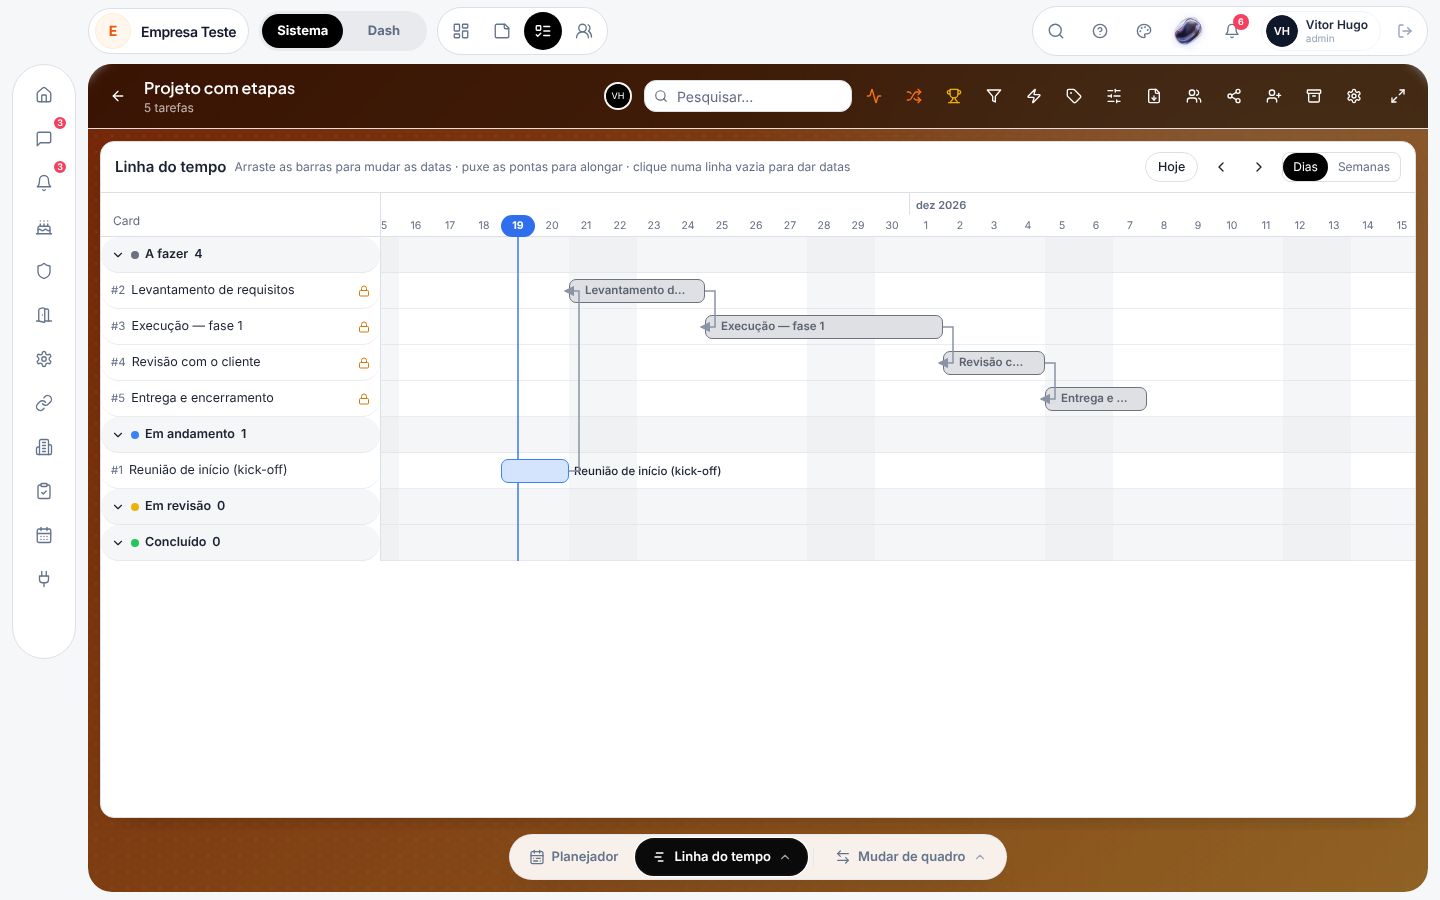 E Empresa Teste Sistema Dash 6 VH Vitor Hugo
admin
Projeto com etapas
5 tarefas
VH Pesquisar...
3
3
Linha do tempo Arraste as barras para mudar as datas · puxe as pontas para alongar · clique numa linha vazia para dar datas Hoje Dias Semanas
dez 2026
Card 5 16 17 18 19 20 21 22 23 24 25 26 27 28 29 30 1 2 3 4 5 6 7 8 9 10 11 12 13 14 15
A fazer 4
#2 Levantamento de requisitos Levantamento d...
#3 Execução — fase 1 Execução — fase 1
#4 Revisão com o cliente Revisão c...
#5 Entrega e encerramento Entrega e ...
Em andamento 1
#1 Reunião de início (kick-off) Reunião de início (kick-off)
Em revisão 0
Concluído 0
Planejador Linha do tempo Mudar de quadro